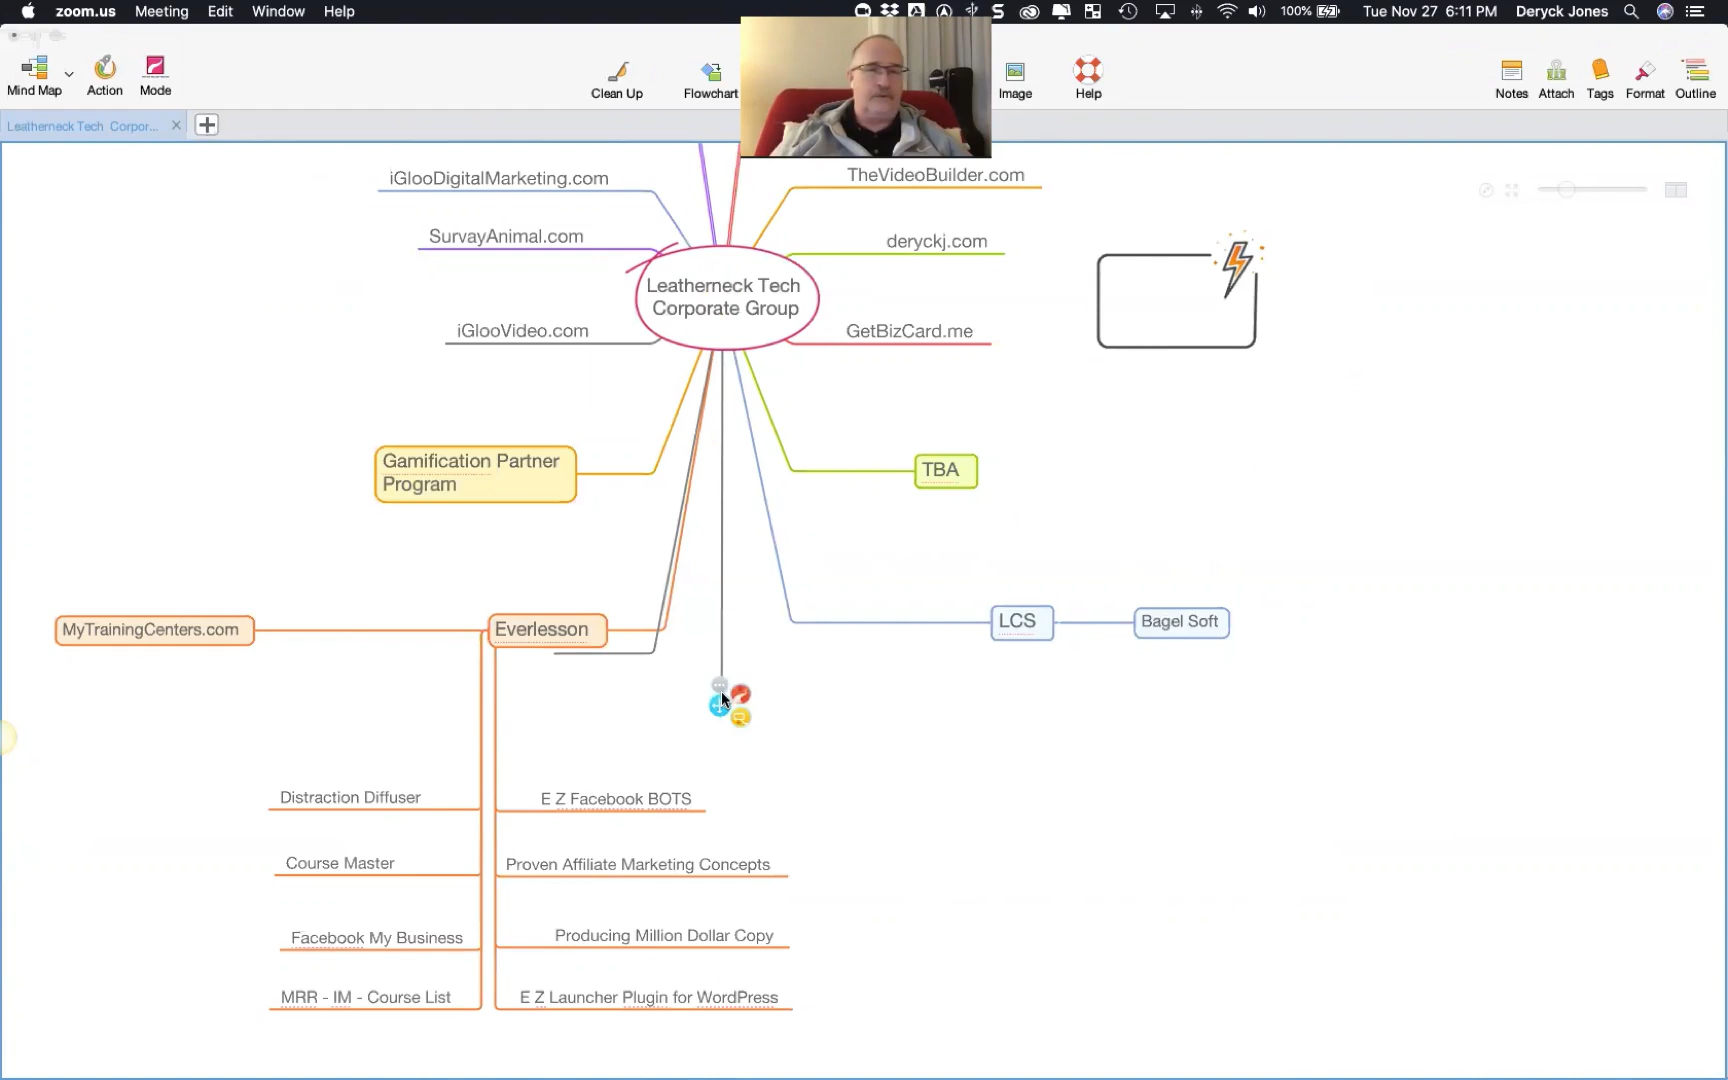 zoom.us Meeting Edit Window Help
100% Tue Nov 27 6:11 PM Deryck Jones
Mind Map Action Mode Clean Up Flowchart Image Help Notes Attach Tags Format Outline
Leatherneck Tech Corpor...
iGlooDigitalMarketing.com
TheVideoBuilder.com
SurvayAnimal.com
deryckj.com
Leatherneck Tech
Corporate Group
iGlooVideo.com
GetBizCard.me
Gamification Partner
Program
TBA
MyTrainingCenters.com
Everlesson
LCS
Bagel Soft
Distraction Diffuser
E Z Facebook BOTS
Course Master
Proven Affiliate Marketing Concepts
Facebook My Business
Producing Million Dollar Copy
MRR - IM - Course List
E Z Launcher Plugin for WordPress